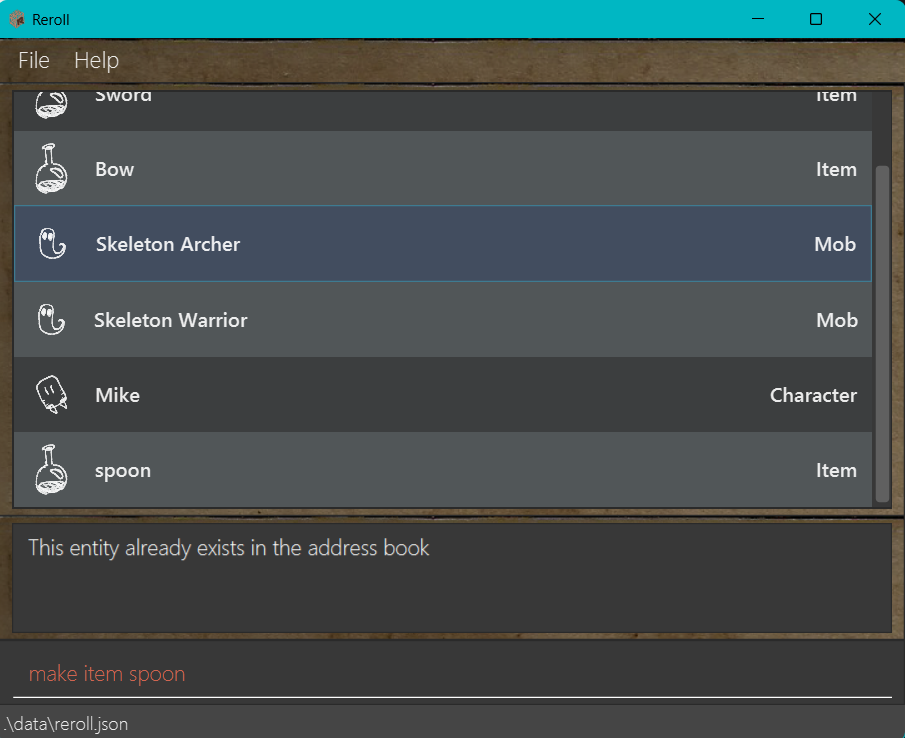 Reroll
File Help
Sword Item
Bow Item
Skeleton Archer Mob
Skeleton Warrior Mob
Mike Character
spoon Item
This entity already exists in the address book
make item spoon
.\data\reroll.json